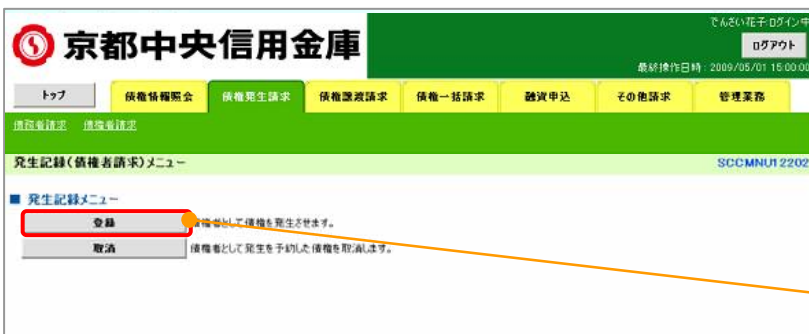 でんさい花子:ログイン中
京都中央信用金庫
ログアウト
最終操作日時：2009/05/01 15:00:00
トップ 債権情報照会 債権発生請求 債権譲渡請求 債権一括請求 融資申込 その他請求 管理業務
債務者請求 債権者請求
発生記録(債権者請求)メニュー SCCMNU12202
■ 発生記録メニュー
登録 債権者として債権を発生させます。
取消 債権者として発生を予約した債権を取消します。